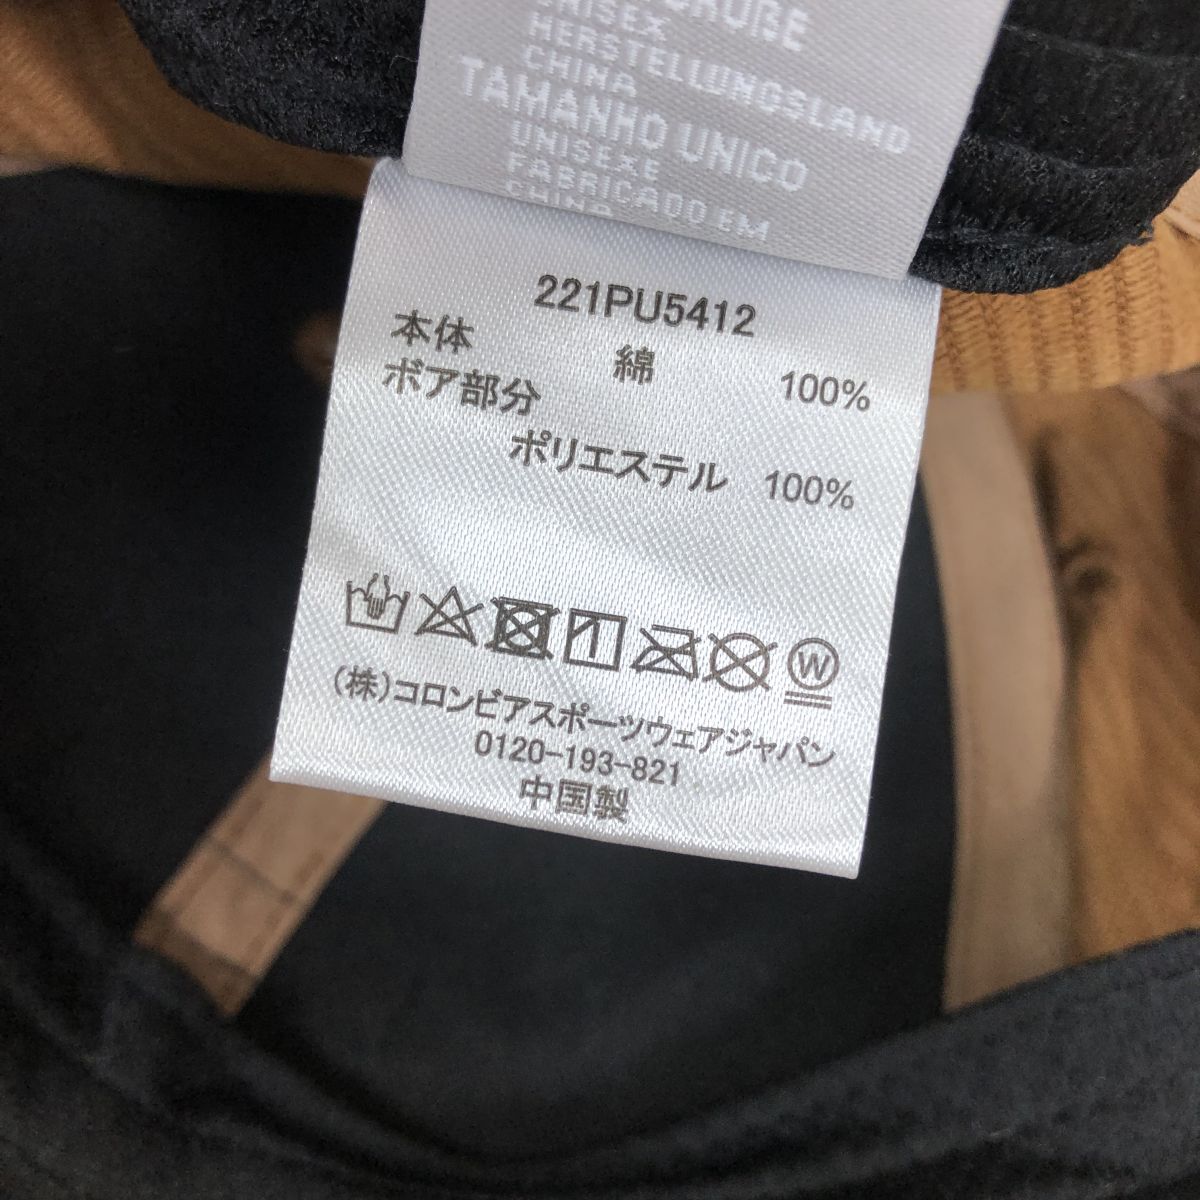 UNISEX
HERSTELLUNGSLAND
CHINA
TAMANHO UNICO
UNISEXE
FABRICADO EM
CHINA
221PU5412
本体 綿 100%
ボア部分
ポリエステル 100%
W
(株)コロンビアスポーツウェアジャパン
0120-193-821
中国製